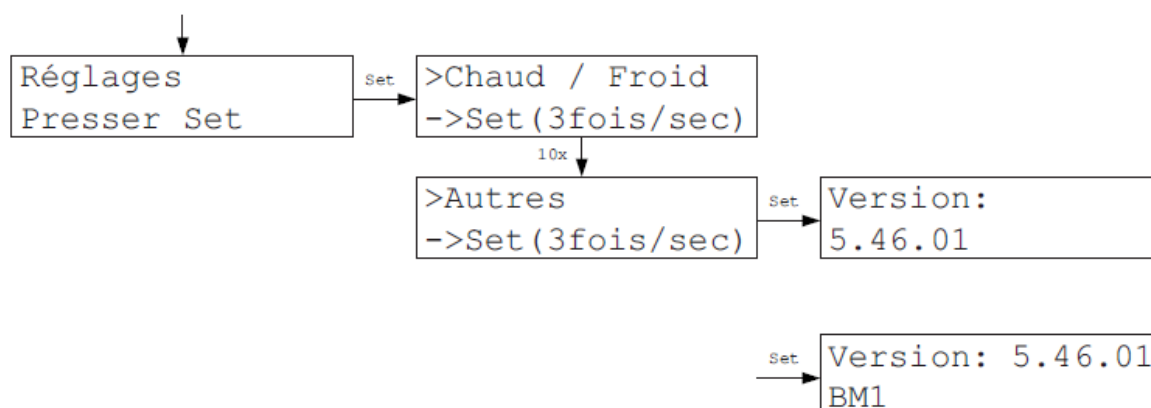 Réglages
Presser Set
Set
>Chaud / Froid
->Set(3fois/sec)
10x
>Autres
->Set(3fois/sec)
Set
Version:
5.46.01
Set
Version: 5.46.01
BM1